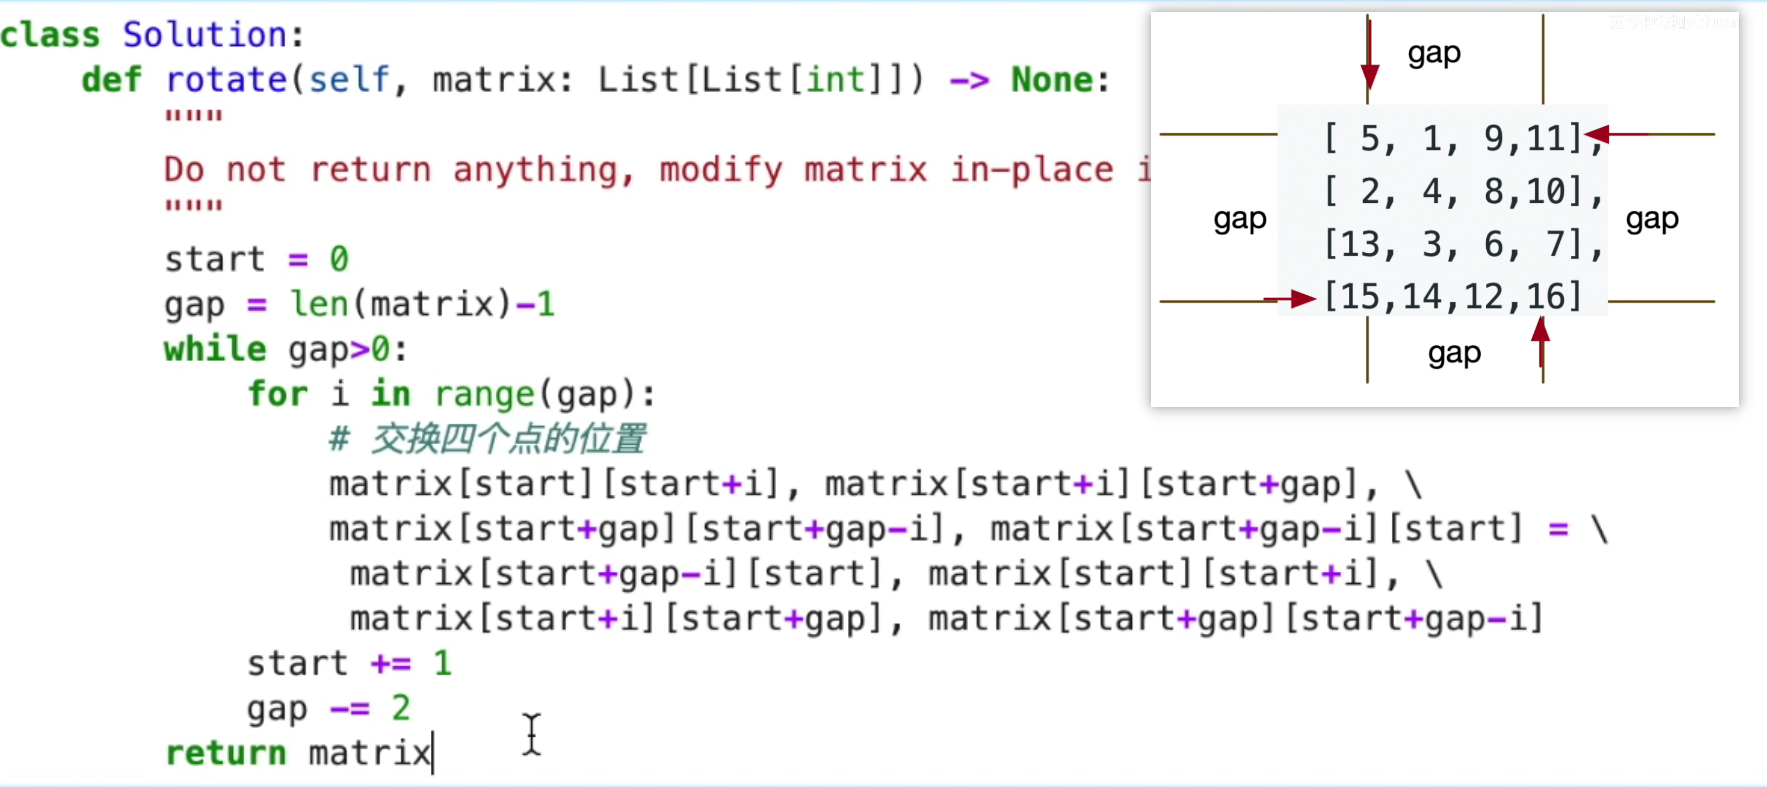 class Solution:
def rotate(self, matrix: List[List[int]]) -> None:
"""
Do not return anything, modify matrix in-place i
"""
start = 0
gap = len(matrix)-1
while gap>0:
for i in range(gap):
# 交换四个点的位置
matrix[start][start+i], matrix[start+i][start+gap], \
matrix[start+gap][start+gap-i], matrix[start+gap-i][start] = \
matrix[start+gap-i][start], matrix[start][start+i], \
matrix[start+i][start+gap], matrix[start+gap][start+gap-i]
start += 1
gap -= 2
return matrix
gap
[ 5, 1, 9,11],
[ 2, 4, 8,10],
gap
gap
[13, 3, 6, 7],
[15,14,12,16]
gap